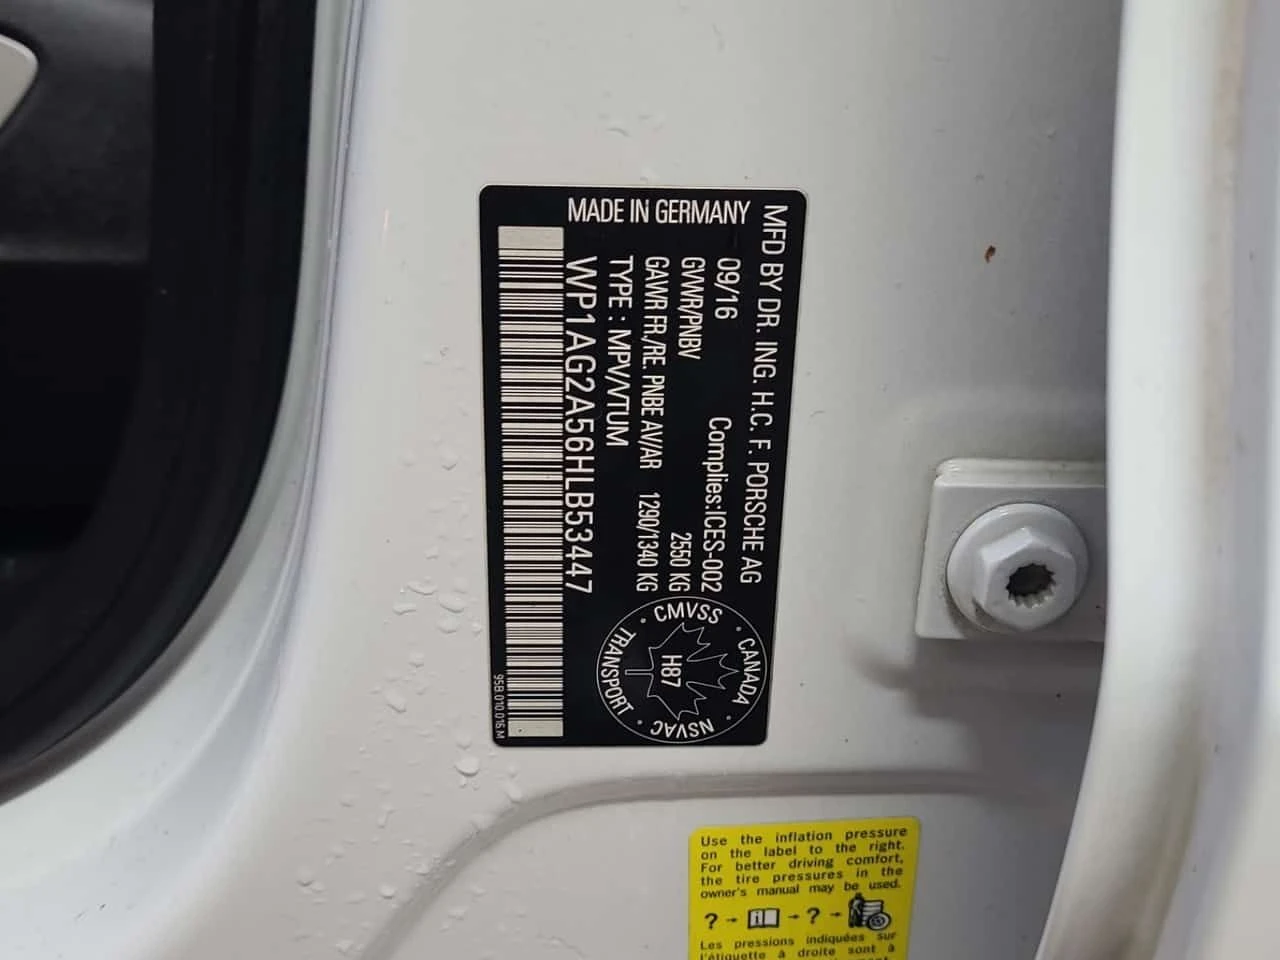 MFD BY DR. ING. H.C. F. PORSCHE AG
MADE IN GERMANY
09/16 Complies:ICES-002
GVWR/PNBV 2550 KG
GAWR FR./RE. PNBE AV/AR 1290/1340 KG
TYPE : MPV/VTUM
WP1AG2A56HLB53447
95B.010.016.M
CMVSS · CANADA · NSVAC · TRANSPORT ·
H87
Use the inflation pressure
on the label to the right.
For better driving comfort,
the tire pressures in the
owner's manual may be used.
? - i - ? -
Les pressions indiquées sur
l'étiquette à droite sont à